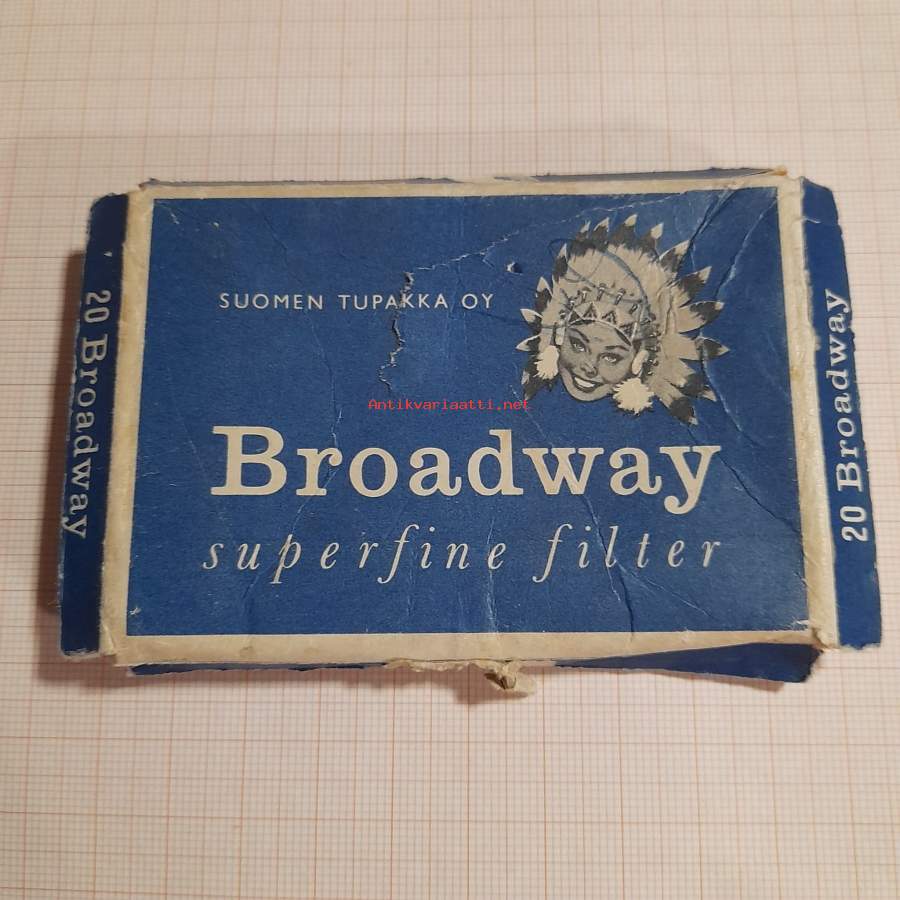 SUOMEN TUPAKKA OY
Antikvariaatti.net
Broadway
superfine filter
20 Broadway
20 Broadway